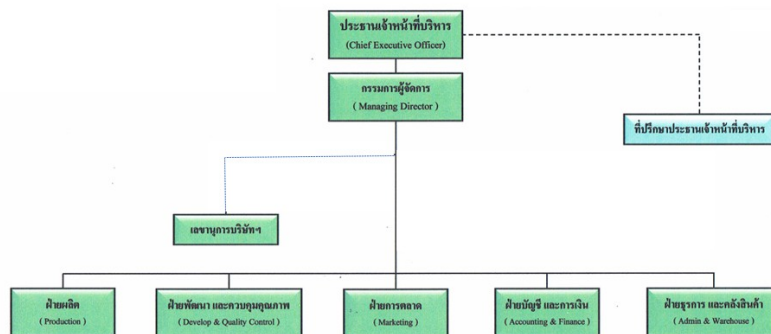 ประธานเจ้าหน้าที่บริหาร
(Chief Executive Officer)
กรรมการผู้จัดการ
( Managing Director )
ที่ปรึกษาประธานเจ้าหน้าที่บริหาร
เลขานุการบริษัทฯ
ฝ่ายผลิต
( Production )
ฝ่ายพัฒนา และควบคุมคุณภาพ
( Develop & Quality Control )
ฝ่ายการตลาด
( Marketing )
ฝ่ายบัญชี และการเงิน
( Accounting & Finance )
ฝ่ายธุรการ และคลังสินค้า
( Admin & Warehouse )